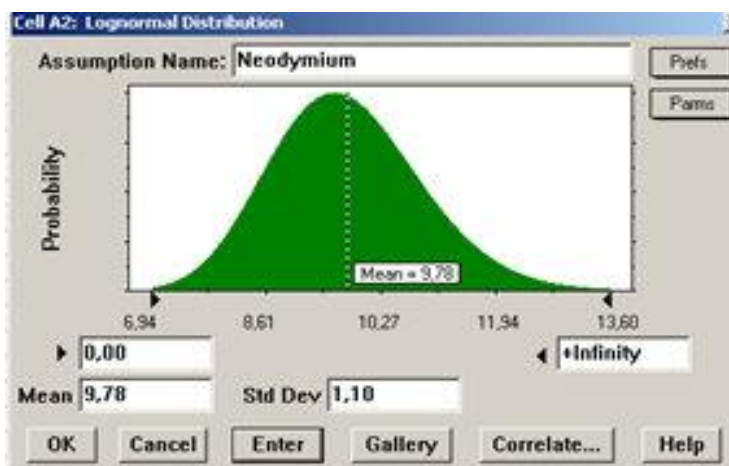 Cell A2: Lognormal Distribution
Assumption Name: Neodymium
Prefs
Parms
Probability
Mean = 9,78
6,94 8,61 10,27 11,94 13,60
0,00 +Infinity
Mean 9,78 Std Dev 1,10
OK Cancel Enter Gallery Correlate... Help